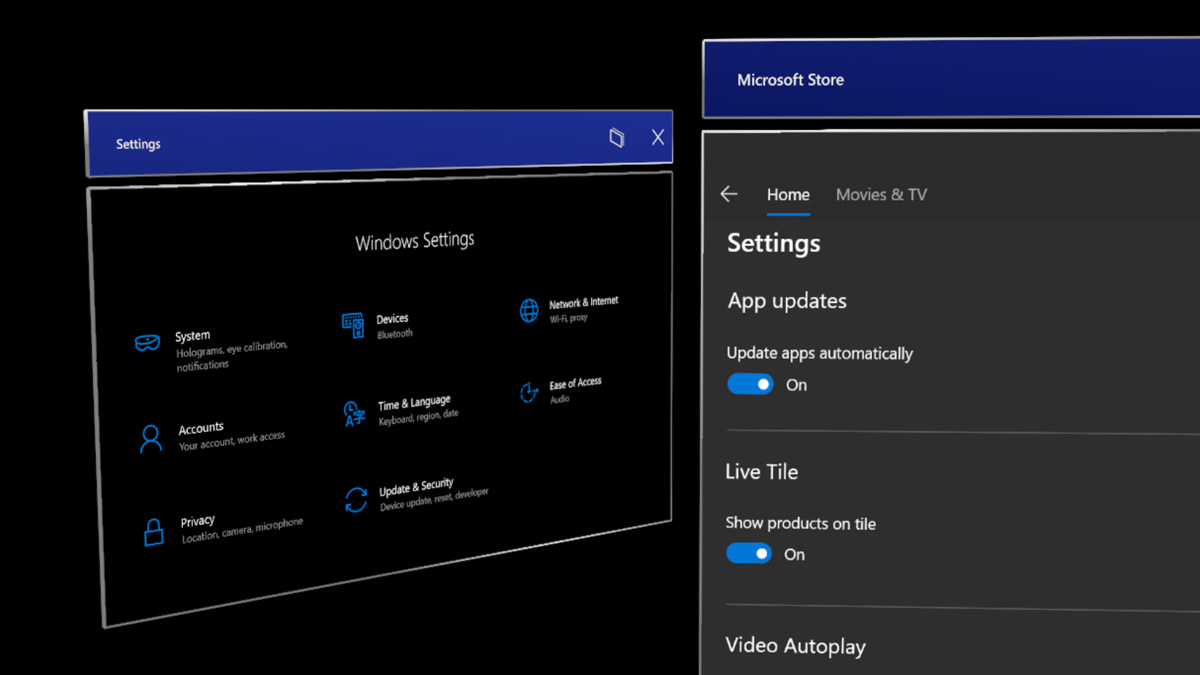 Settings
Windows Settings
System
Holograms, eye calibration,
notifications
Devices
Bluetooth
Network & Internet
Wi-Fi, proxy
Accounts
Your account, work access
Time & Language
Keyboard, region, date
Ease of Access
Audio
Privacy
Location, camera, microphone
Update & Security
Device update, reset, developer
Microsoft Store
Home Movies & TV
Settings
App updates
Update apps automatically
On
Live Tile
Show products on tile
On
Video Autoplay